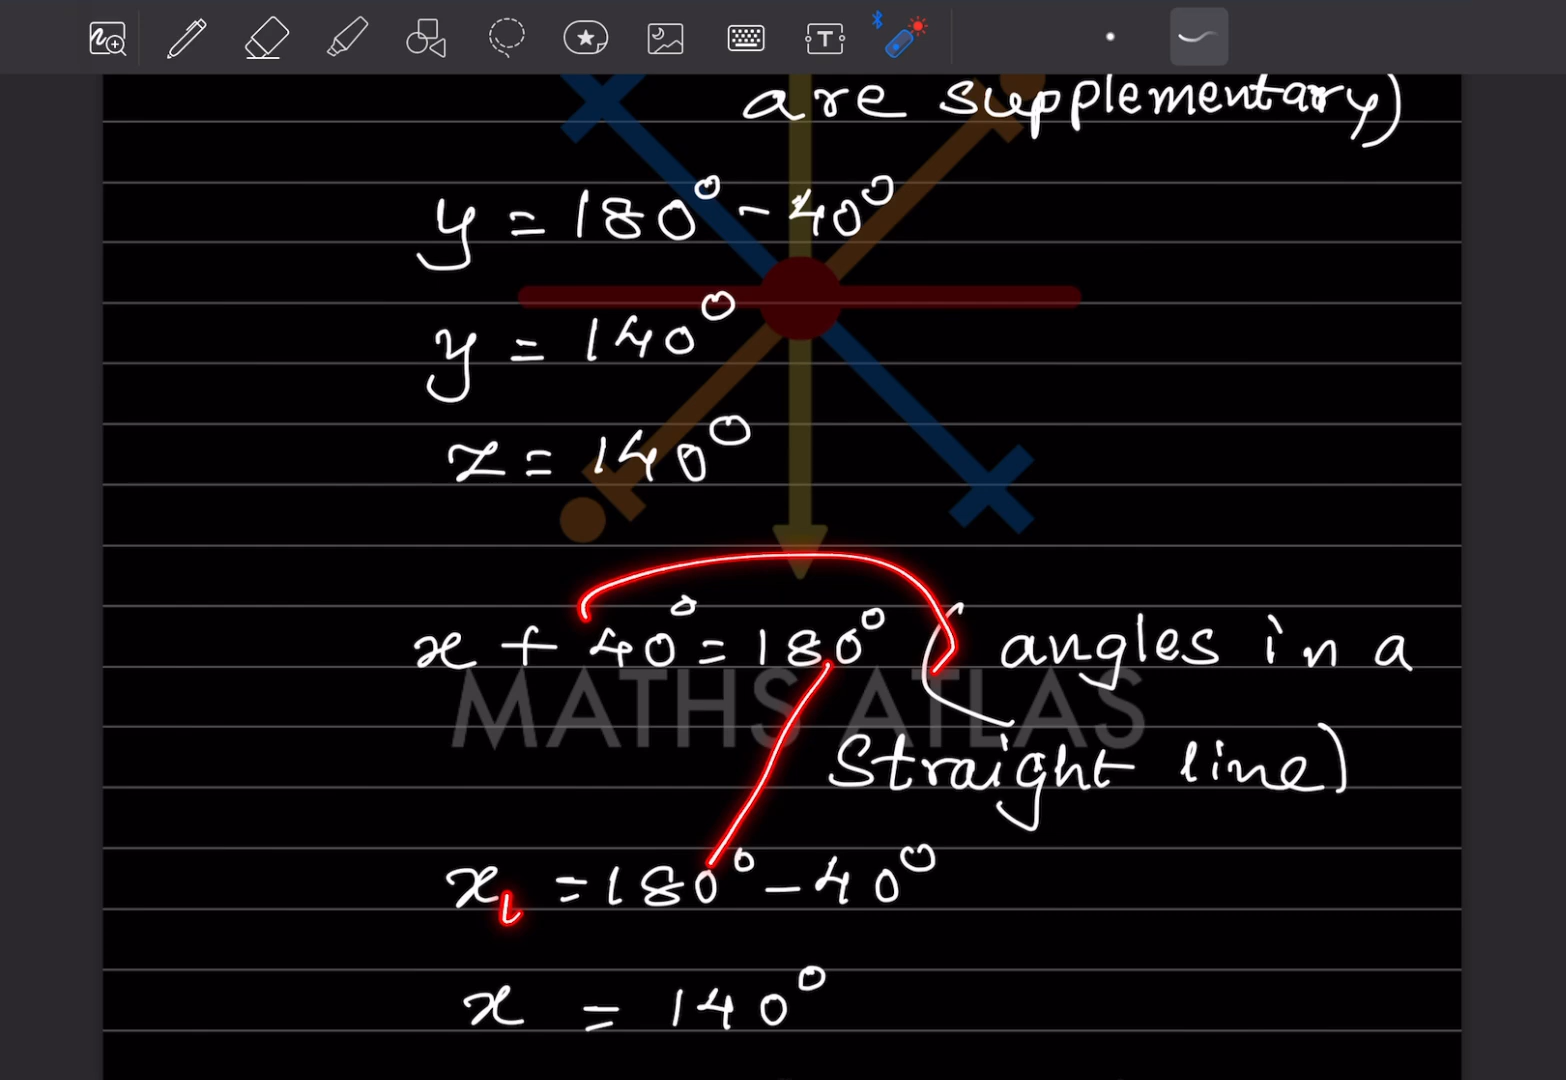 are supplementary)
y = 180° - 40°
y = 140°
z = 140°
x + 40° = 180° ( angles in a
MATHS ATLAS
straight line)
x = 180° - 40°
x = 140°